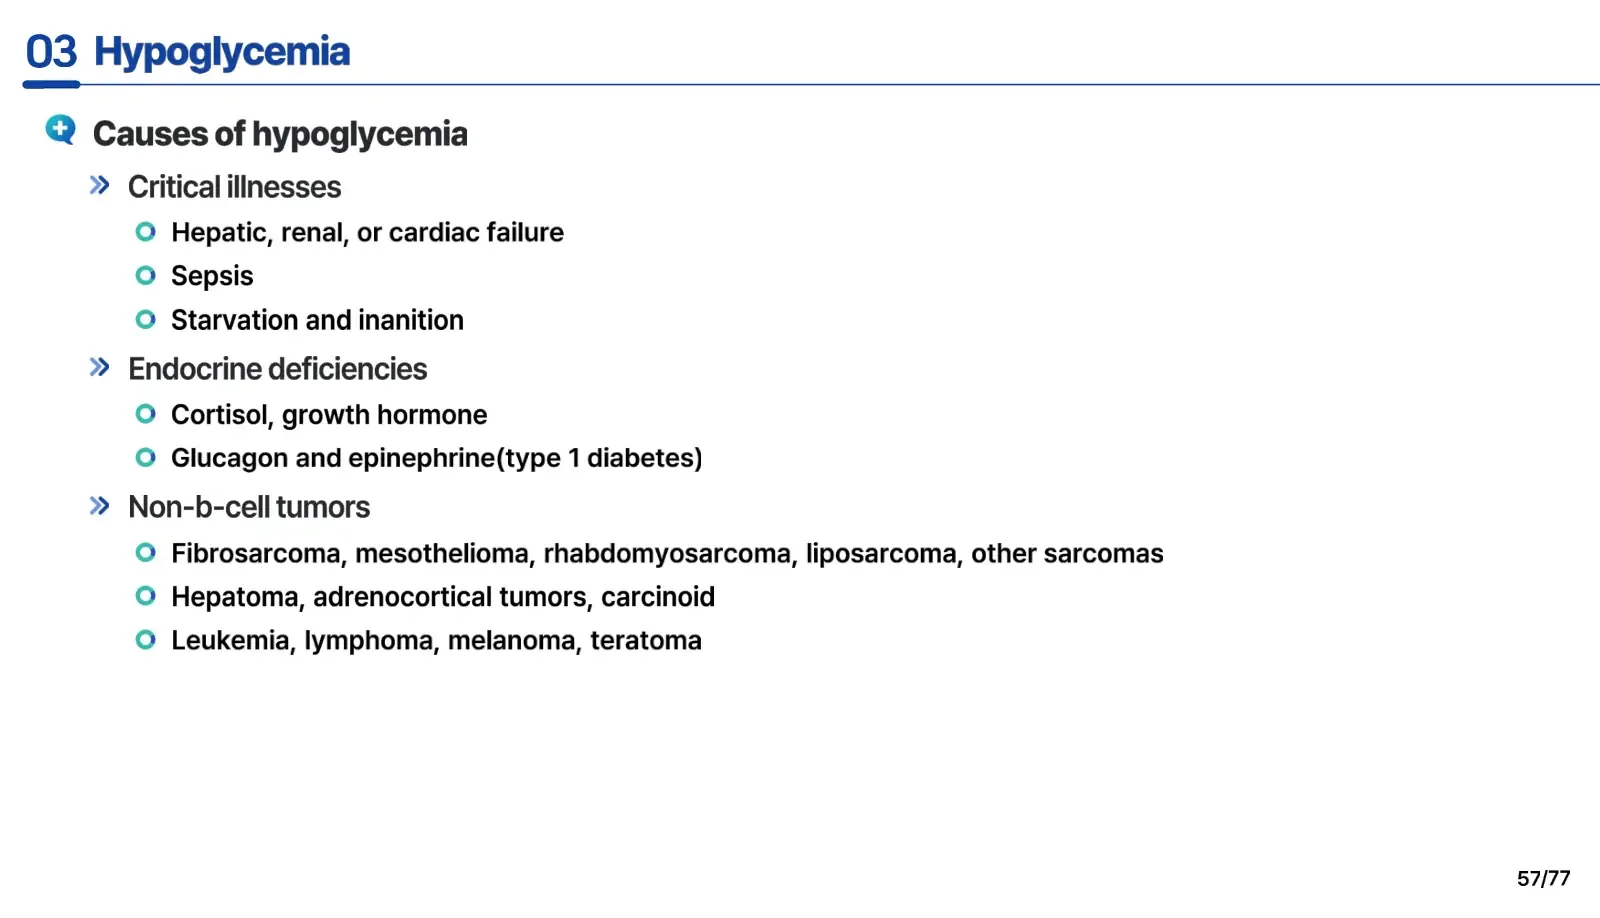 03 Hypoglycemia
Causes of hypoglycemia
Critical illnesses
Hepatic, renal, or cardiac failure
Sepsis
Starvation and inanition
Endocrine deficiencies
Cortisol, growth hormone
Glucagon and epinephrine(type 1 diabetes)
Non-b-cell tumors
Fibrosarcoma, mesothelioma, rhabdomyosarcoma, liposarcoma, other sarcomas
Hepatoma, adrenocortical tumors, carcinoid
Leukemia, lymphoma, melanoma, teratoma
57/77